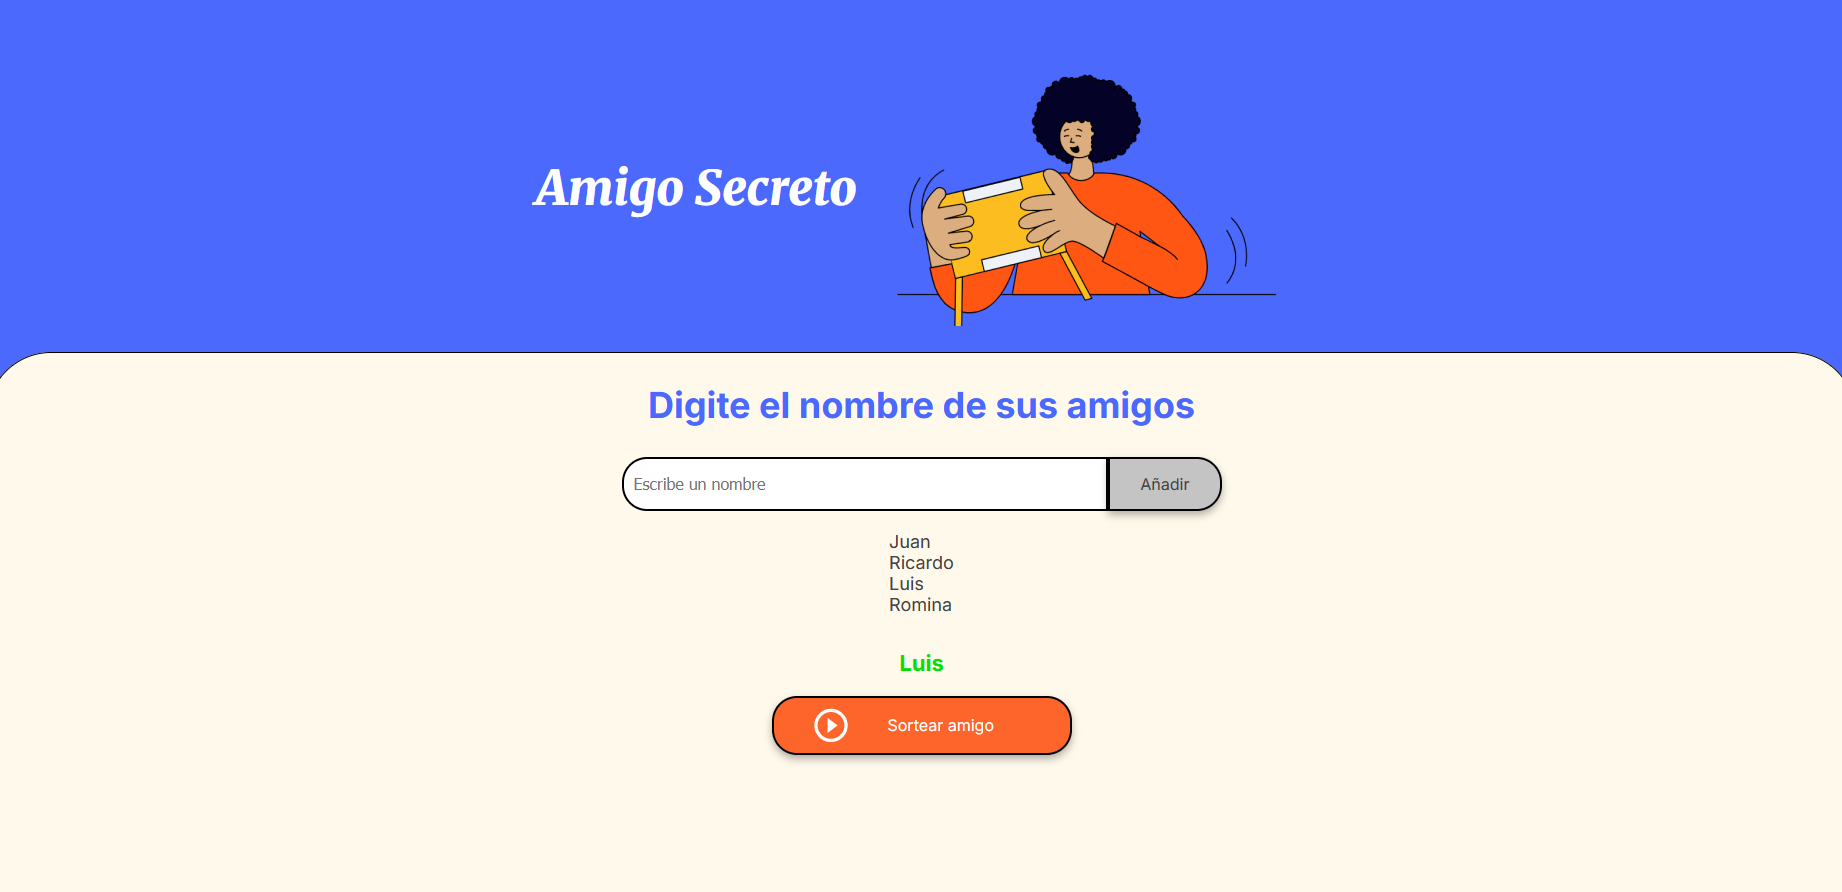 Amigo Secreto
Digite el nombre de sus amigos
Escribe un nombre
Añadir
Juan
Ricardo
Luis
Romina
Luis
Sortear amigo